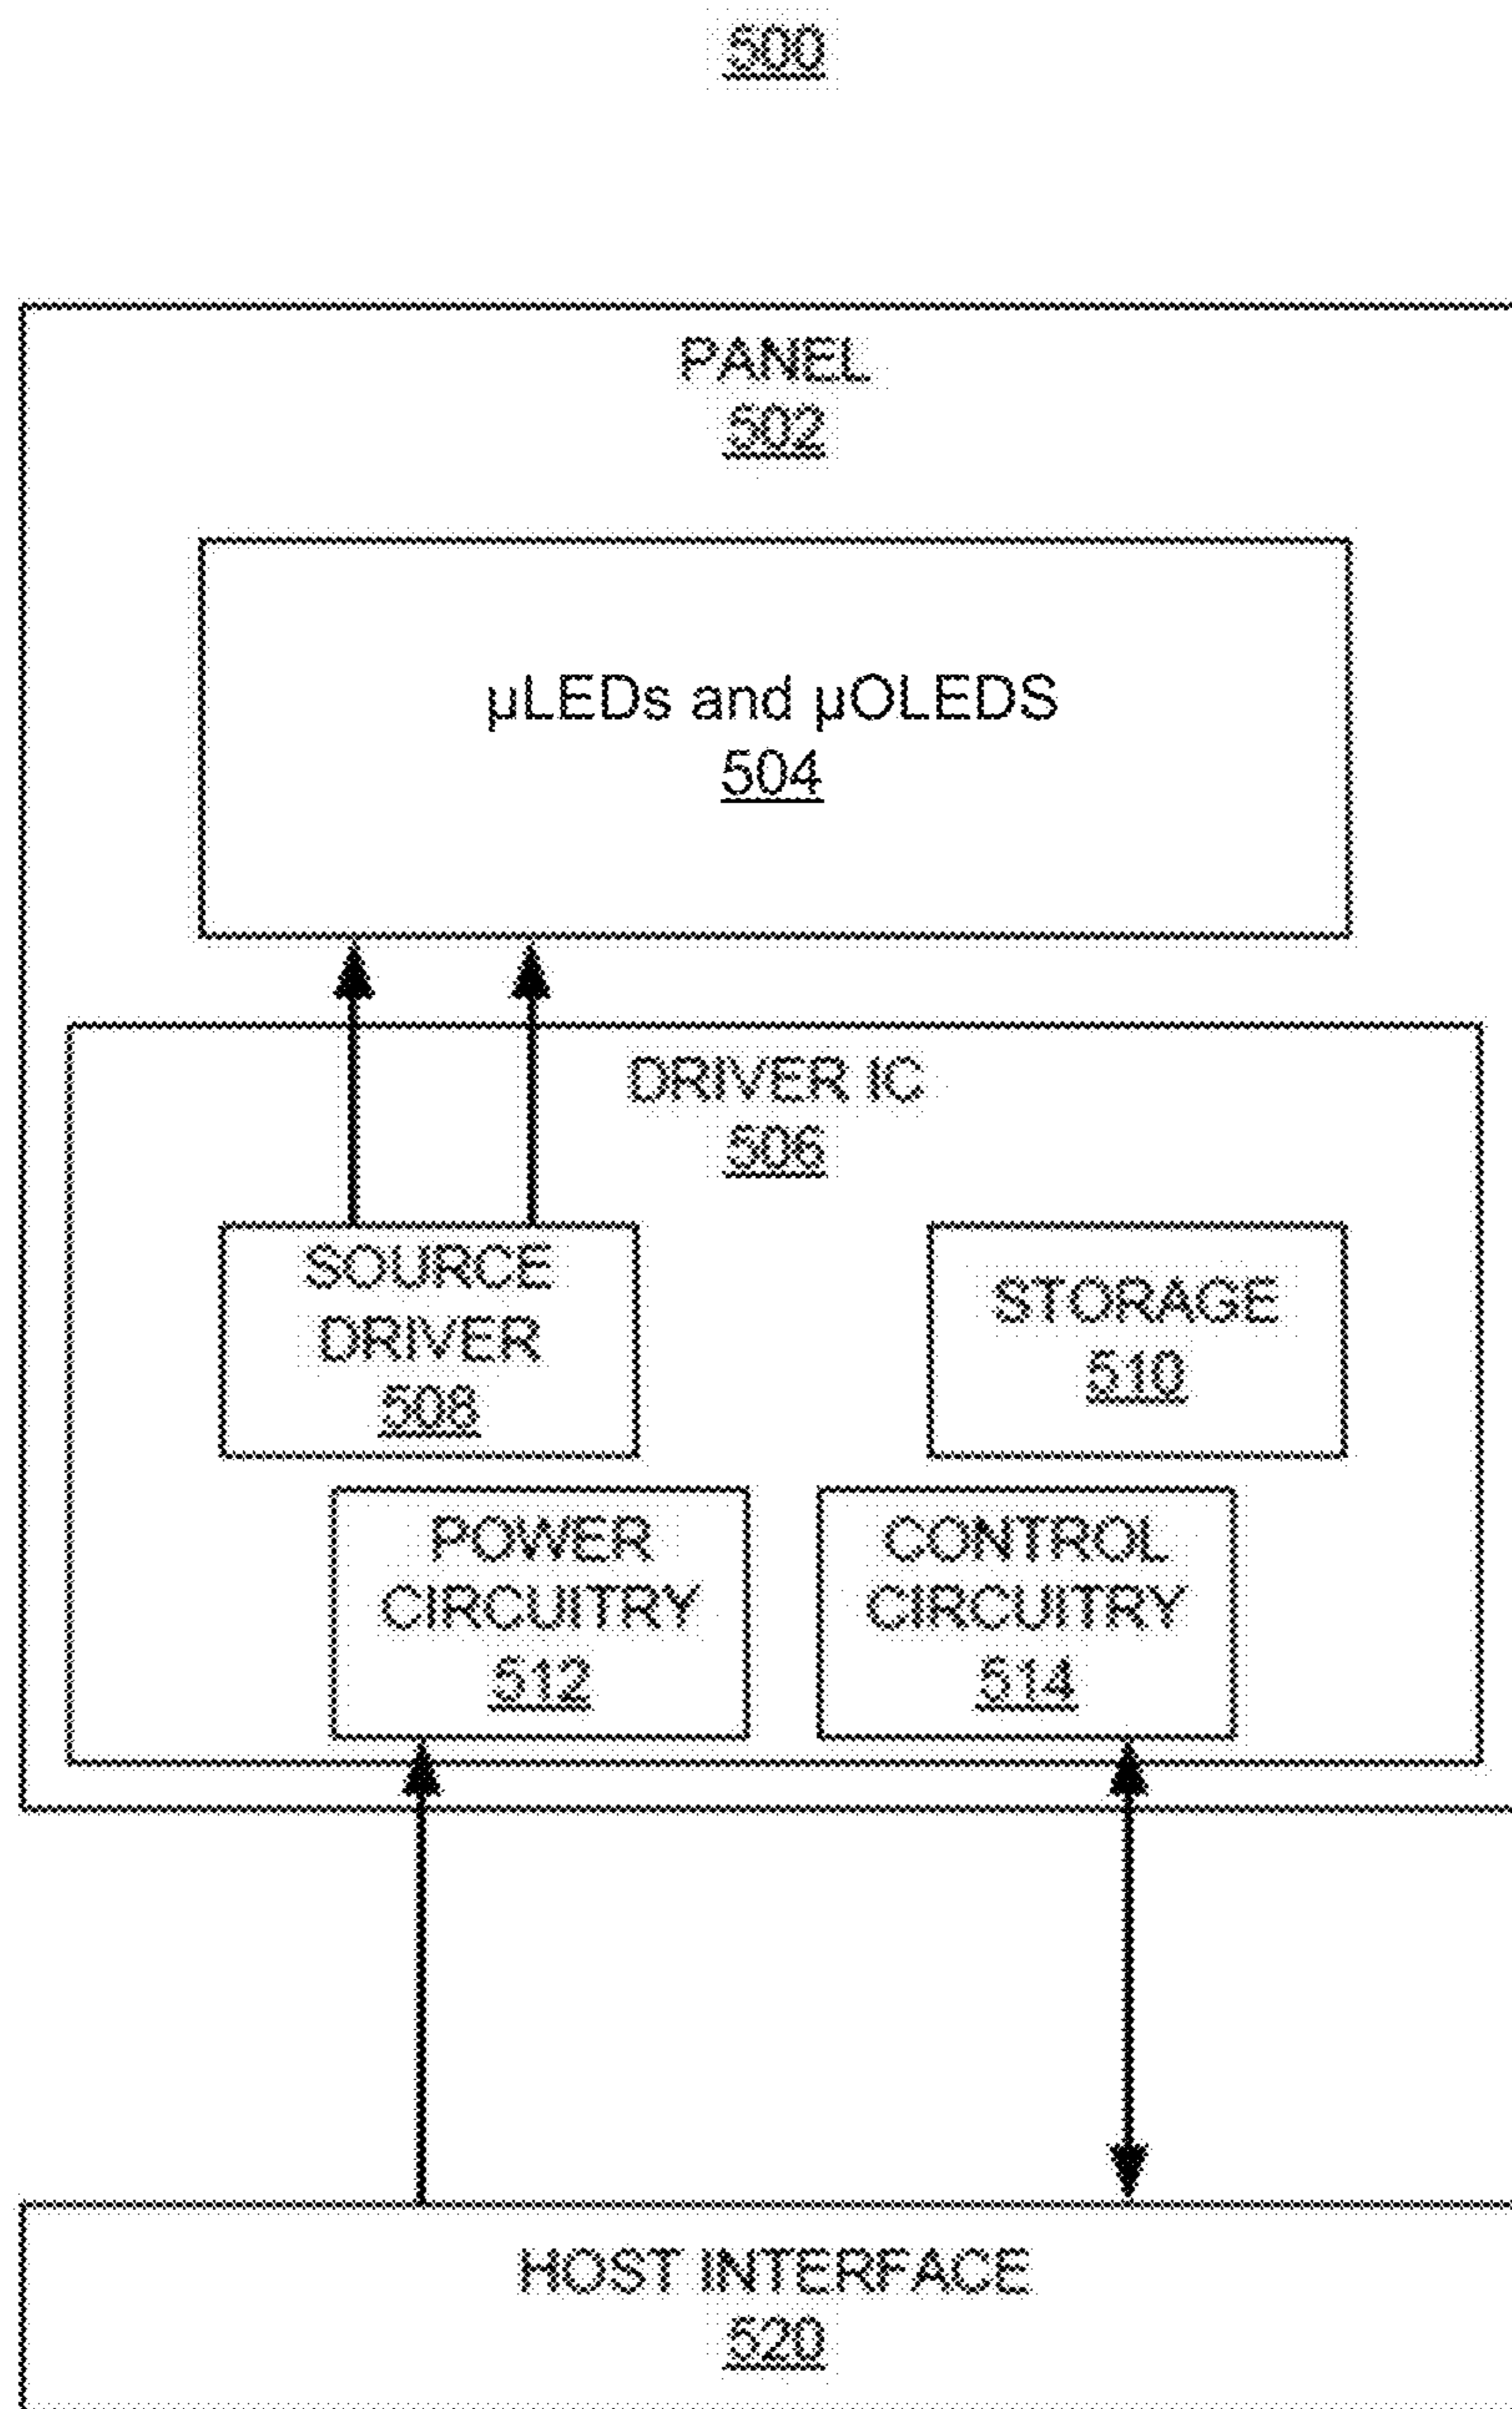 500
PANEL
502
µLEDs and µOLEDS
504
DRIVER IC
506
SOURCE
DRIVER
508
STORAGE
510
POWER
CIRCUITRY
512
CONTROL
CIRCUITRY
514
HOST INTERFACE
520